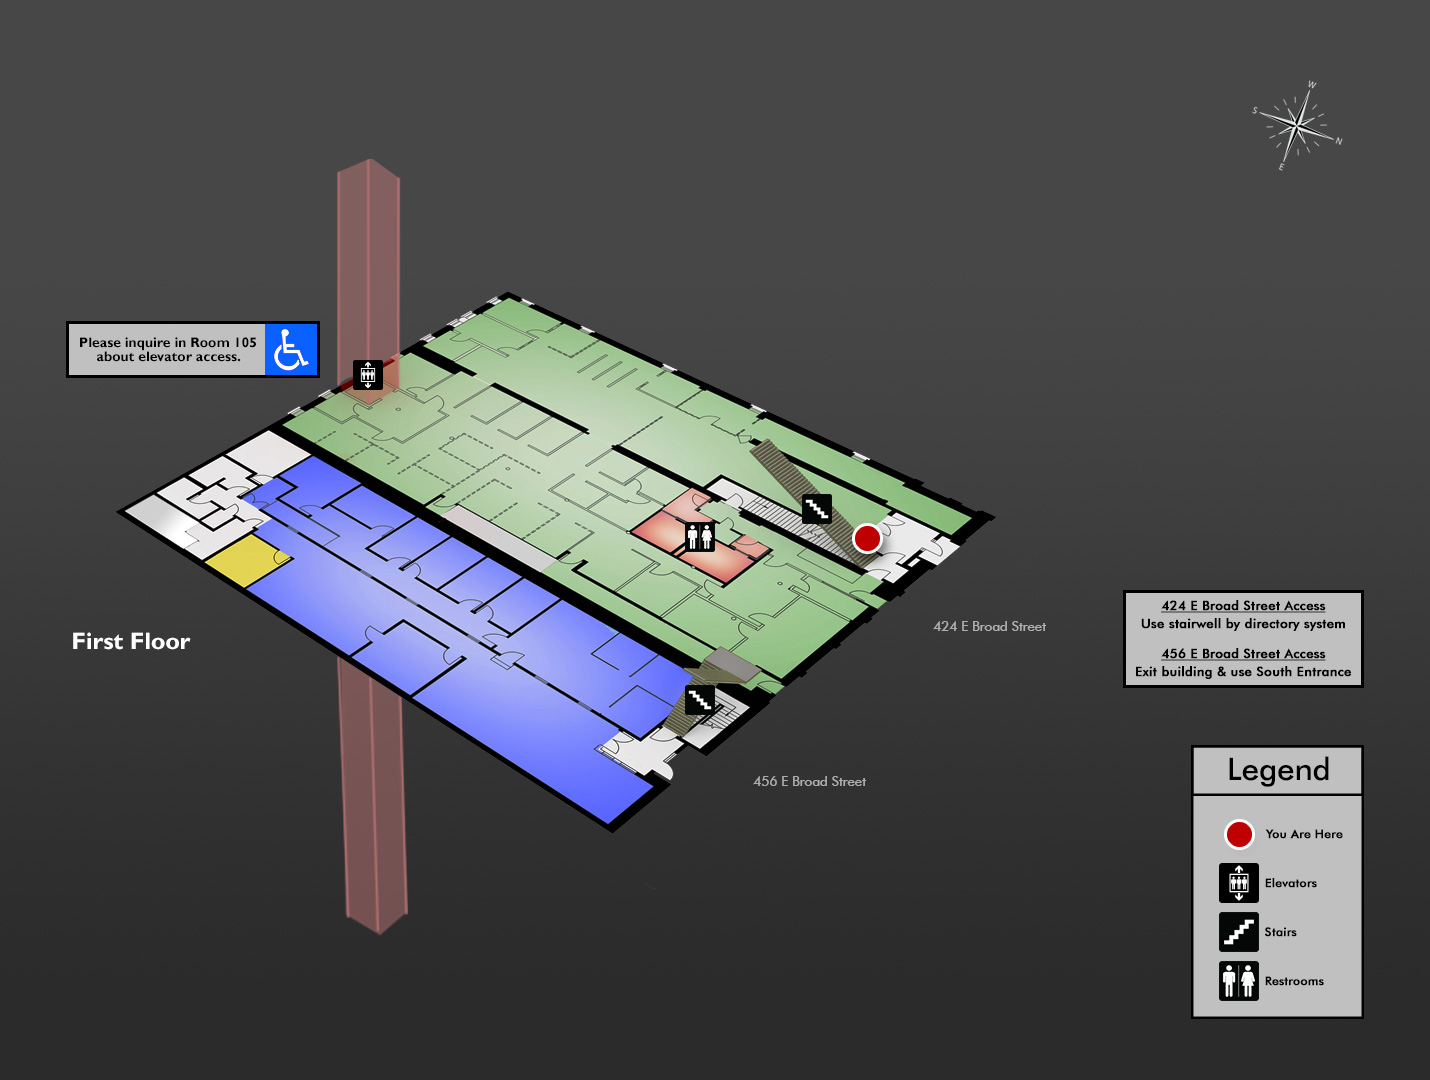 W
S
N
E
Please inquire in Room 105
about elevator access.
First Floor
424 E Broad Street
456 E Broad Street
424 E Broad Street Access
Use stairwell by directory system
456 E Broad Street Access
Exit building & use South Entrance
Legend
You Are Here
Elevators
Stairs
Restrooms